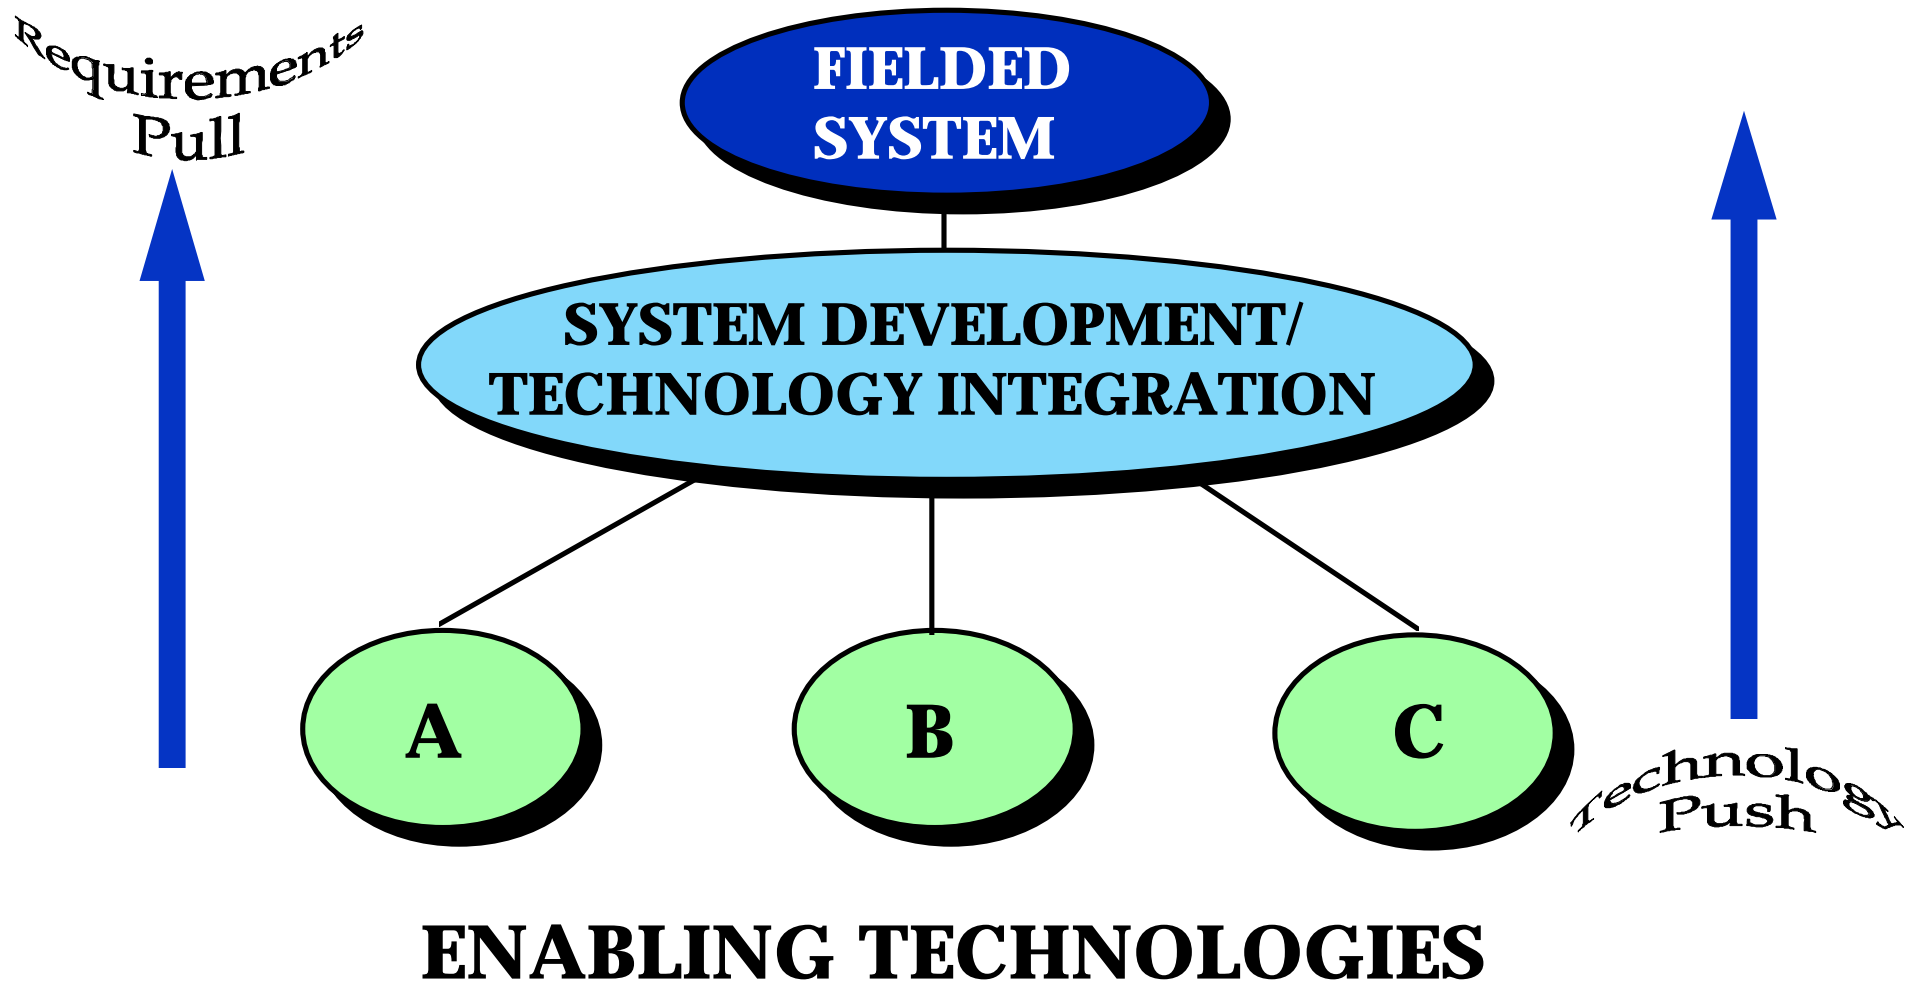 Requirements
Pull
FIELDED
SYSTEM
SYSTEM DEVELOPMENT/
TECHNOLOGY INTEGRATION
A
B
C
Technology
Push
ENABLING TECHNOLOGIES